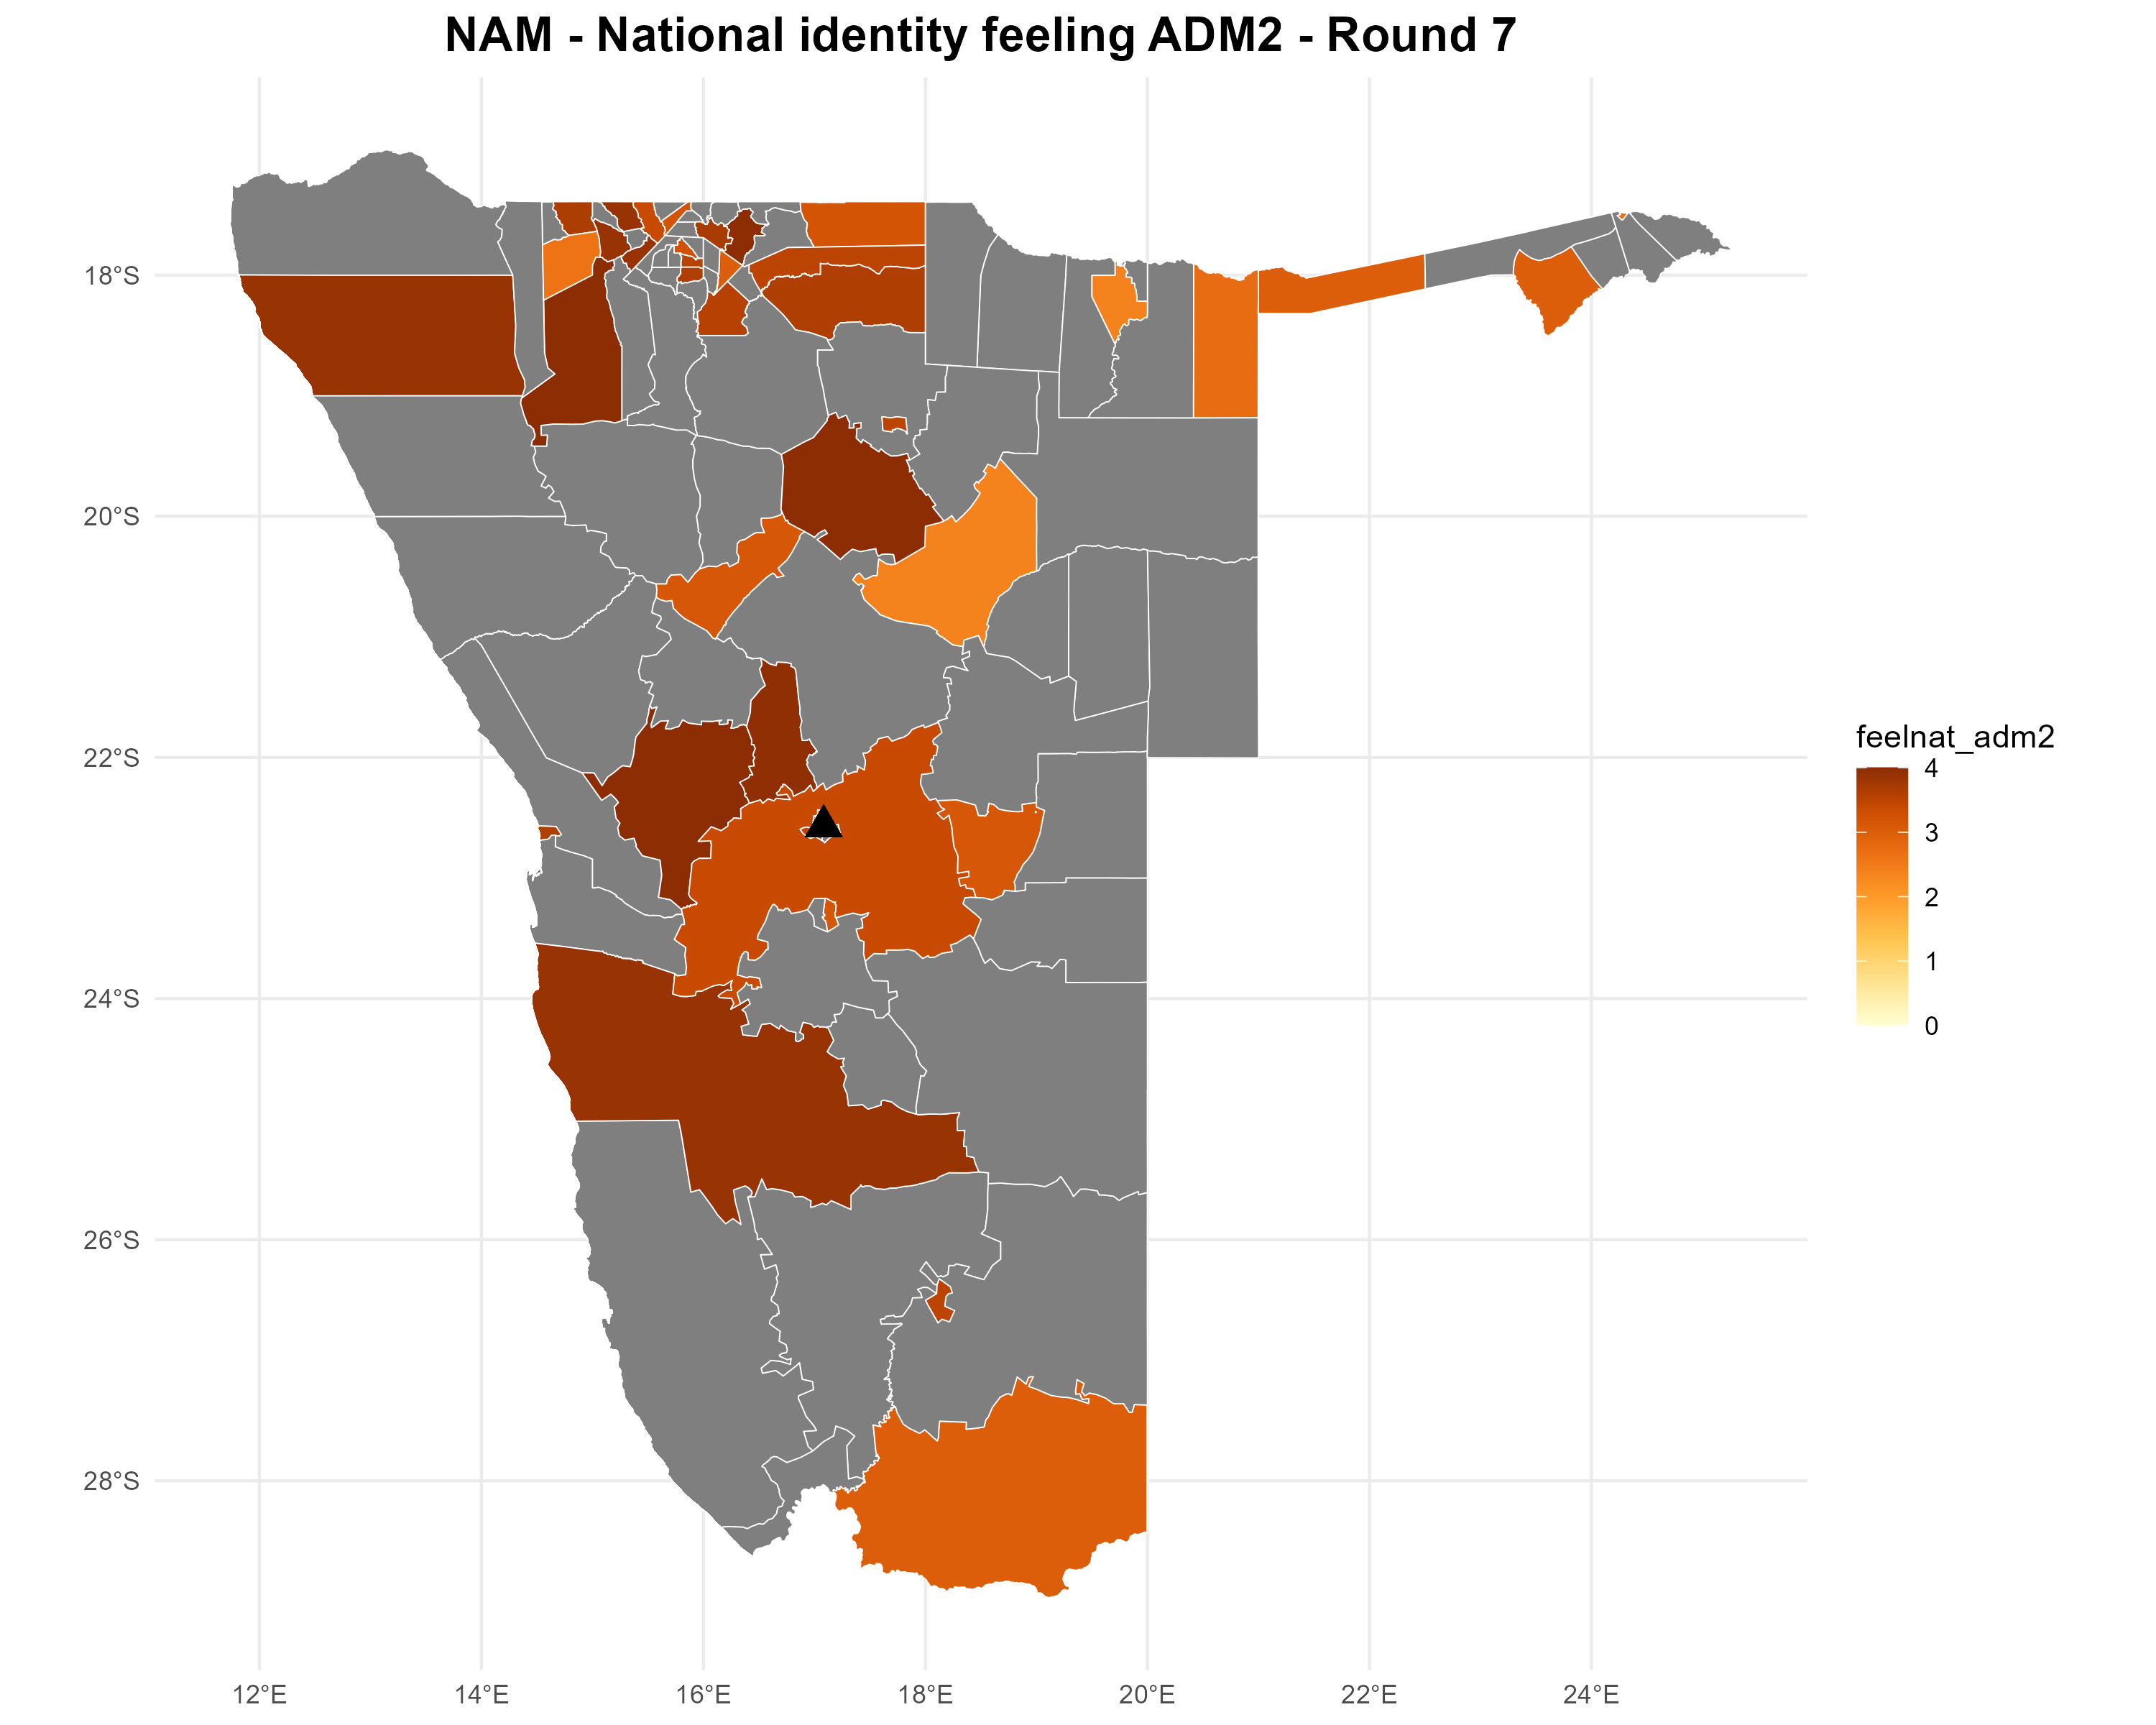 NAM - National identity feeling ADM2 - Round 7
18°S
20°S
22°S
24°S
26°S
28°S
12°E
14°E
16°E
18°E
20°E
22°E
24°E
feelnat_adm2
4
3
2
1
0